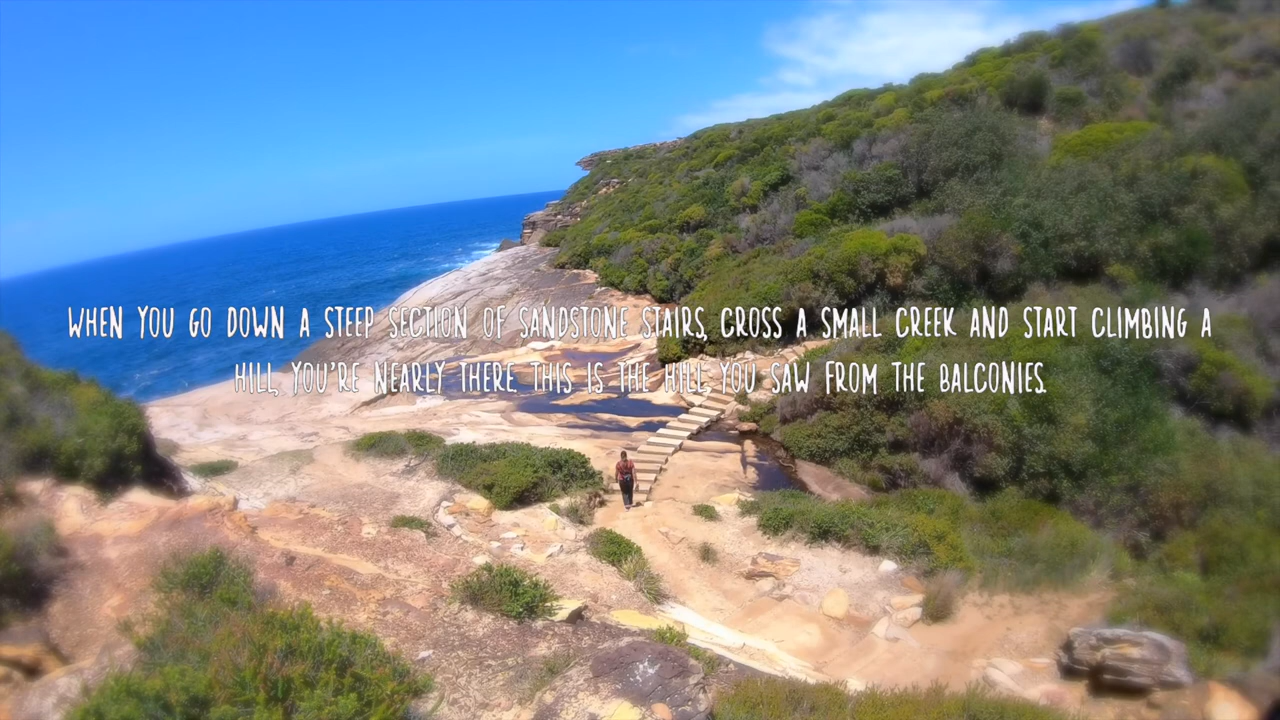 WHEN YOU GO DOWN A STEEP SECTION OF SANDSTONE STAIRS, CROSS A SMALL CREEK AND START CLIMBING A
HILL, YOU'RE NEARLY THERE. THIS IS THE HILL, YOU SAW FROM THE BALCONIES.